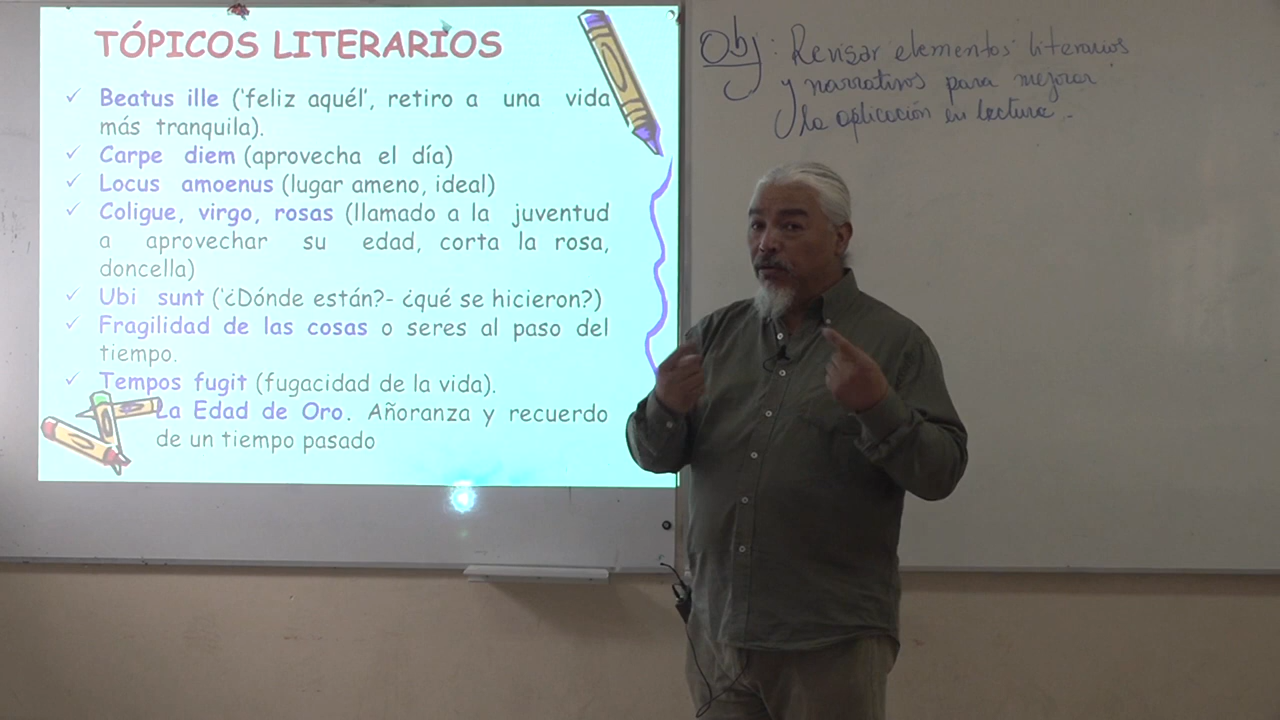 TÓPICOS LITERARIOS
✓ Beatus ille (‘feliz aquél’, retiro a una vida
más tranquila).
✓ Carpe diem (aprovecha el día)
✓ Locus amoenus (lugar ameno, ideal)
✓ Coligue, virgo, rosas (llamado a la juventud
a aprovechar su edad, corta la rosa,
doncella)
✓ Ubi sunt (‘¿Dónde están?- ¿qué se hicieron?)
✓ Fragilidad de las cosas o seres al paso del
tiempo.
✓ Tempos fugit (fugacidad de la vida).
La Edad de Oro. Añoranza y recuerdo
de un tiempo pasado
Obj: Revisar elementos literarios
y narrativos para mejorar
la aplicación en lectura.